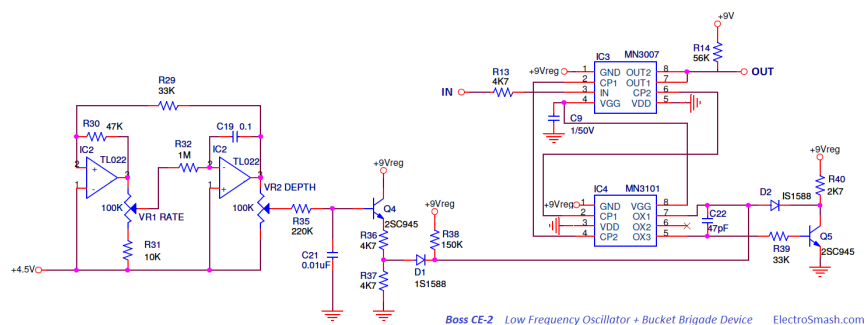 +9V
R14
56K
IC3 MN3007
+9Vreg
1 GND OUT2 8
2 CP1 OUT1 7
3 IN CP2 6
4 VGG VDD 5
OUT
R13
4K7
IN
C9
1/50V
R29
33K
R30 47K
IC2
TL022
2
+
-
1
3
R32
1M
C19 0.1
IC2
TL022
2
-
+
1
3
100K
VR1 RATE
R31
10K
+4.5V
VR2 DEPTH
100K
R35
220K
C21
0.01uF
+9Vreg
Q4
2SC945
R36
4K7
R37
4K7
+9Vreg
R38
150K
D1
1S1588
IC4 MN3101
+9Vreg
1 GND VGG 8
2 CP1 OX1 7
3 VDD OX2 6
4 CP2 OX3 5
C22
47pF
D2
IS1588
+9Vreg
R40
2K7
R39
33K
Q5
2SC945
Boss CE-2 Low Frequency Oscillator + Bucket Brigade Device ElectroSmash.com